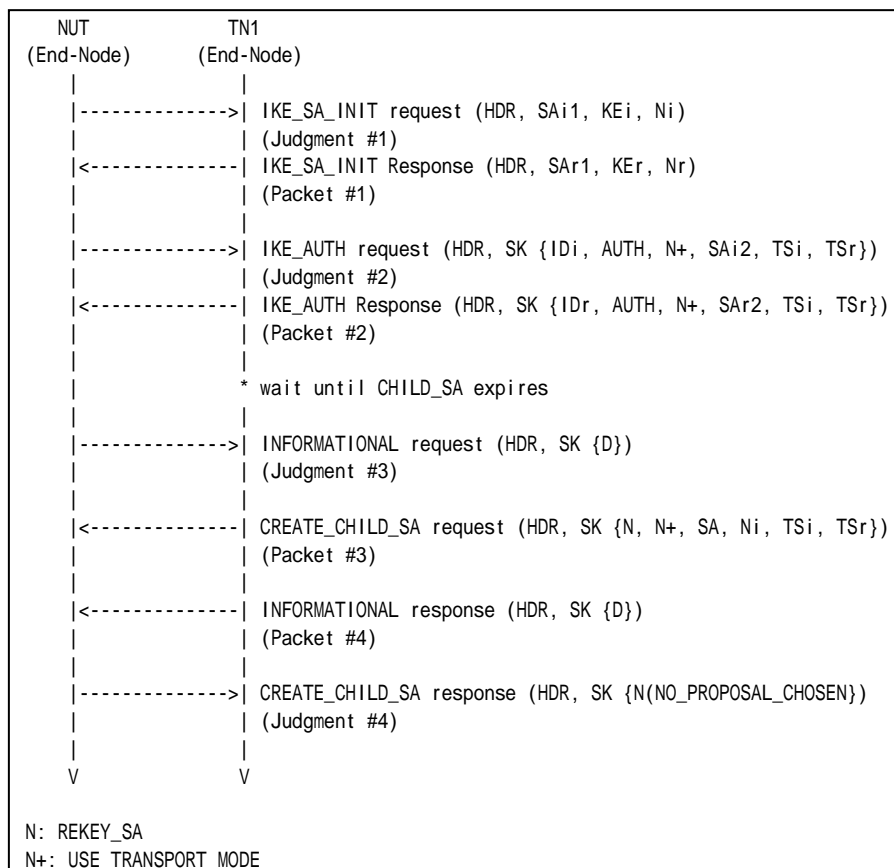 NUT TN1
(End-Node) (End-Node)
| |
|-------------->| IKE_SA_INIT request (HDR, SAi1, KEi, Ni)
| | (Judgment #1)
|<--------------| IKE_SA_INIT Response (HDR, SAr1, KEr, Nr)
| | (Packet #1)
| |
|-------------->| IKE_AUTH request (HDR, SK {IDi, AUTH, N+, SAi2, TSi, TSr})
| | (Judgment #2)
|<--------------| IKE_AUTH Response (HDR, SK {IDr, AUTH, N+, SAr2, TSi, TSr})
| | (Packet #2)
| |
| * wait until CHILD_SA expires
| |
|-------------->| INFORMATIONAL request (HDR, SK {D})
| | (Judgment #3)
| |
|<--------------| CREATE_CHILD_SA request (HDR, SK {N, N+, SA, Ni, TSi, TSr})
| | (Packet #3)
| |
|<--------------| INFORMATIONAL response (HDR, SK {D})
| | (Packet #4)
| |
|-------------->| CREATE_CHILD_SA response (HDR, SK {N(NO_PROPOSAL_CHOSEN})
| | (Judgment #4)
| |
V V
N: REKEY_SA
N+: USE_TRANSPORT_MODE